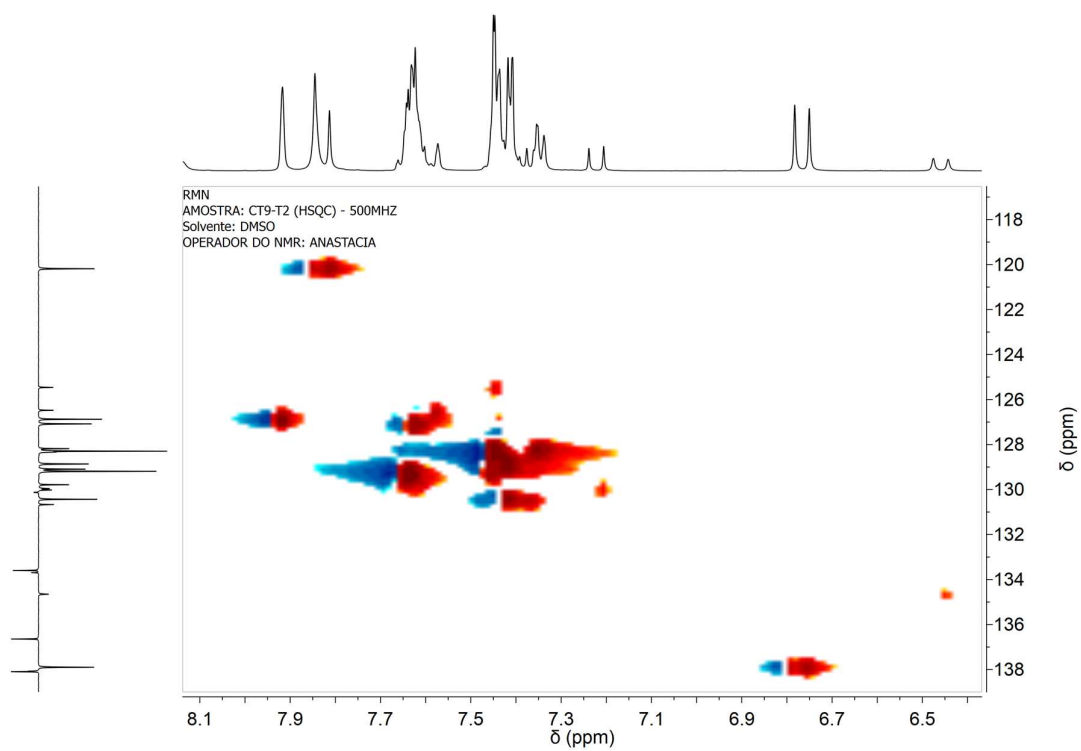 RMN
AMOSTRA: CT9-T2 (HSQC) - 500MHZ
Solvente: DMSO
OPERADOR DO NMR: ANASTACIA
118
120
122
124
126
128
130
132
134
136
138
δ (ppm)
8.1 7.9 7.7 7.5 7.3 7.1 6.9 6.7 6.5
δ (ppm)